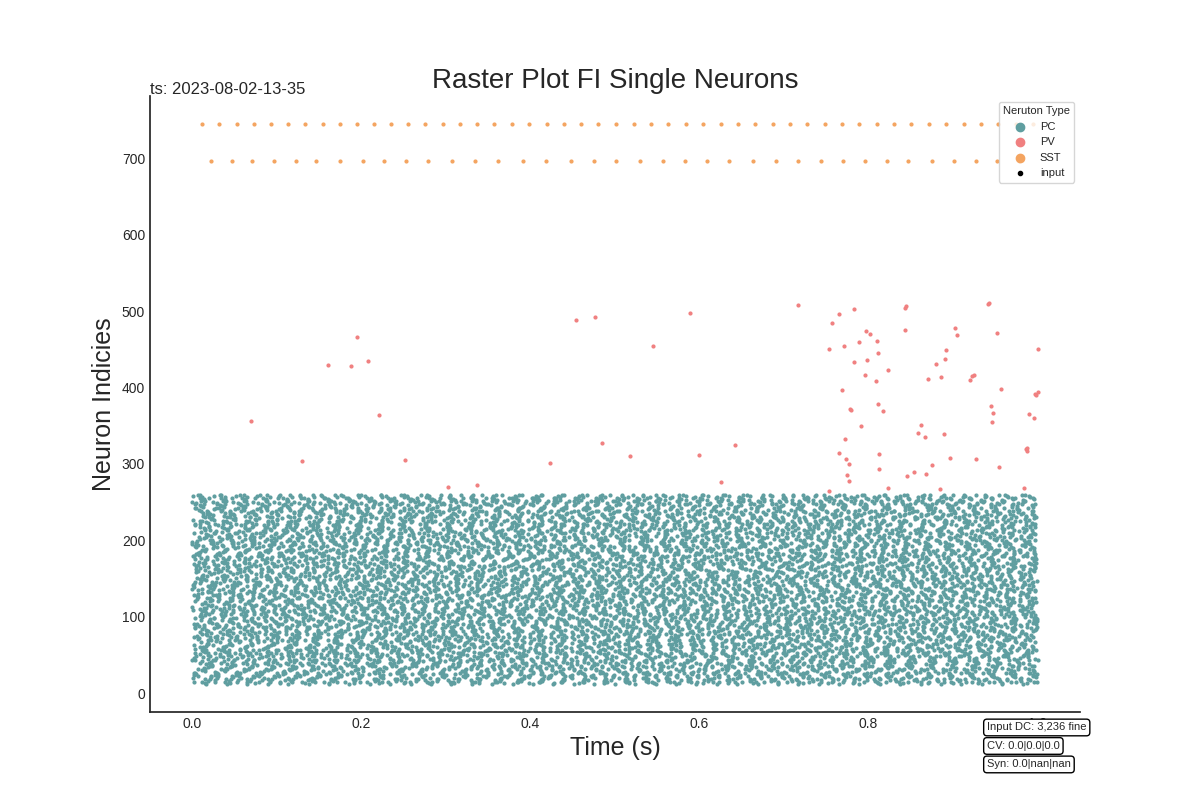 Raster Plot FI Single Neurons
ts: 2023-08-02-13-35
Neruton Type
PC
PV
SST
input
Neuron Indicies
700
600
500
400
300
200
100
0
0.0
0.2
0.4
0.6
0.8
Time (s)
Input DC: 3,236 fine
CV: 0.0|0.0|0.0
Syn: 0.0|nan|nan